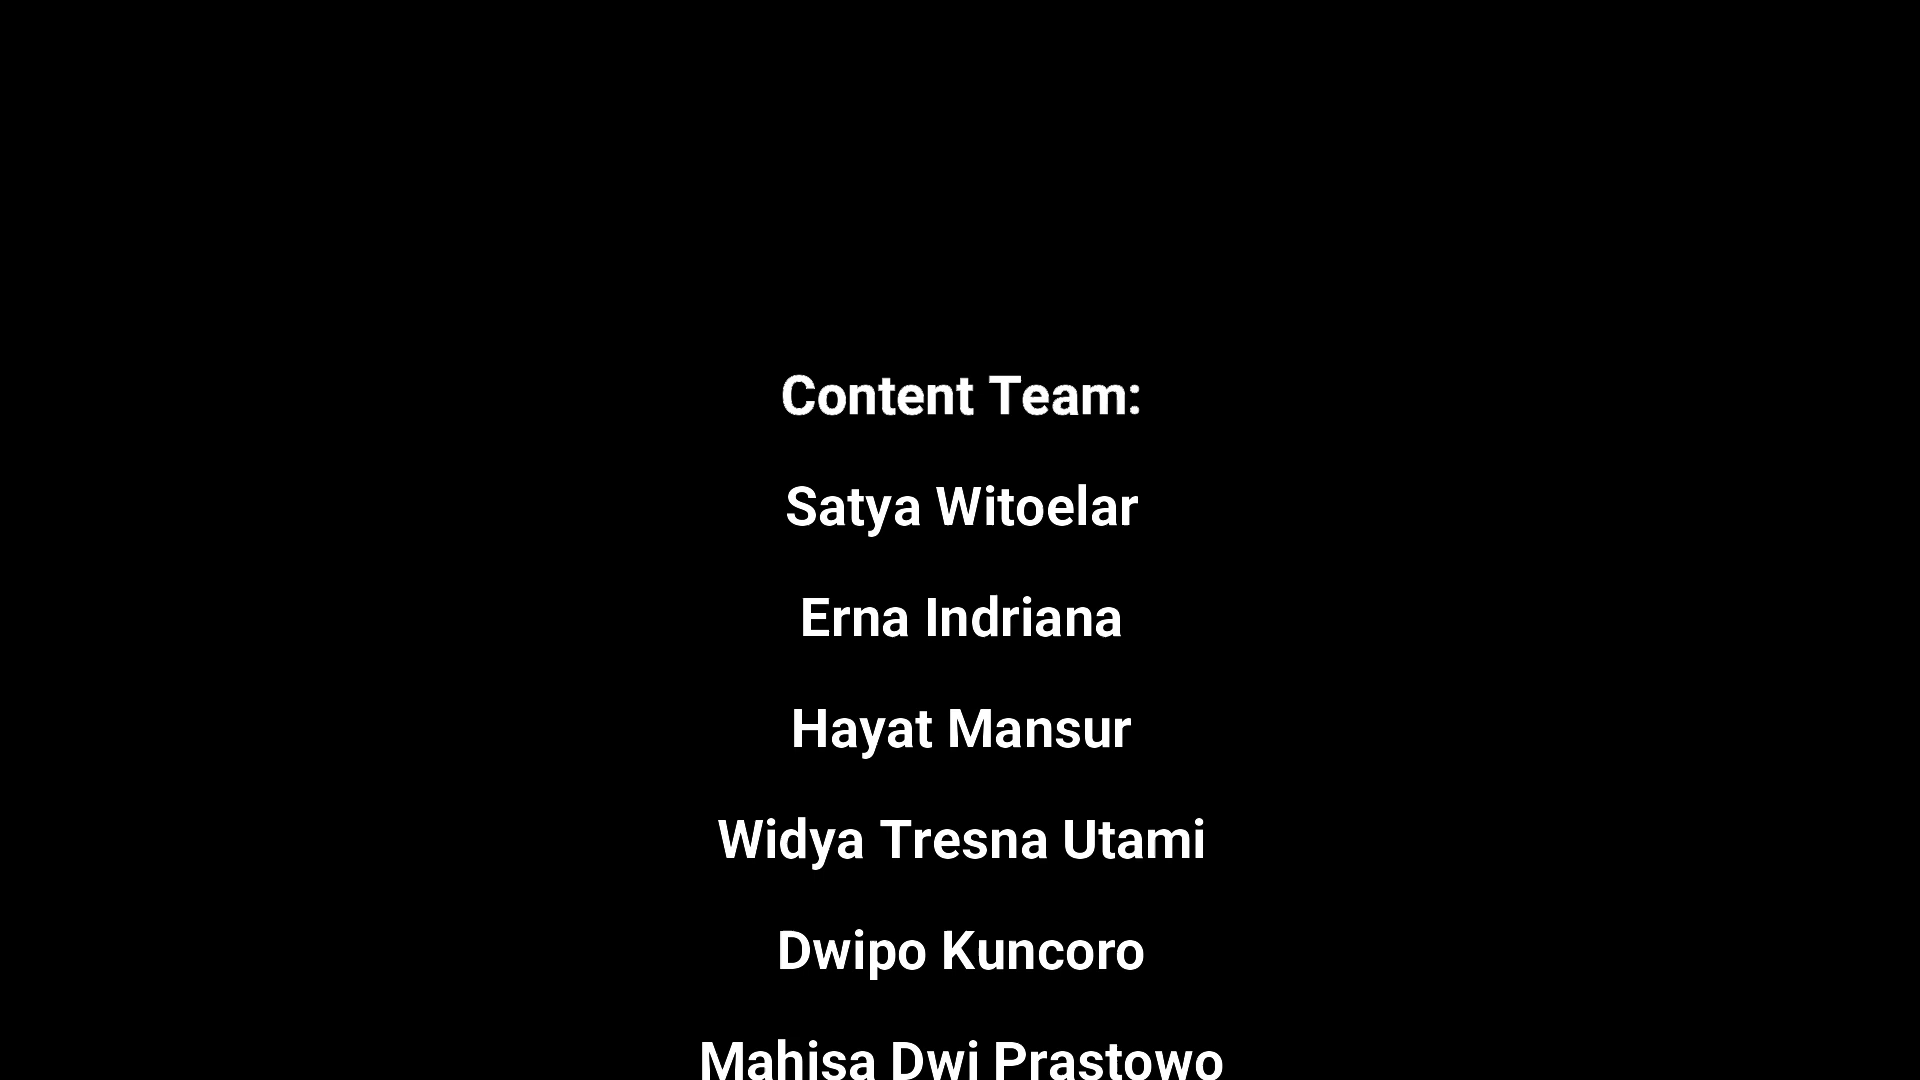 Content Team:
Satya Witoelar
Erna Indriana
Hayat Mansur
Widya Tresna Utami
Dwipo Kuncoro
Mahisa Dwi Prastowo